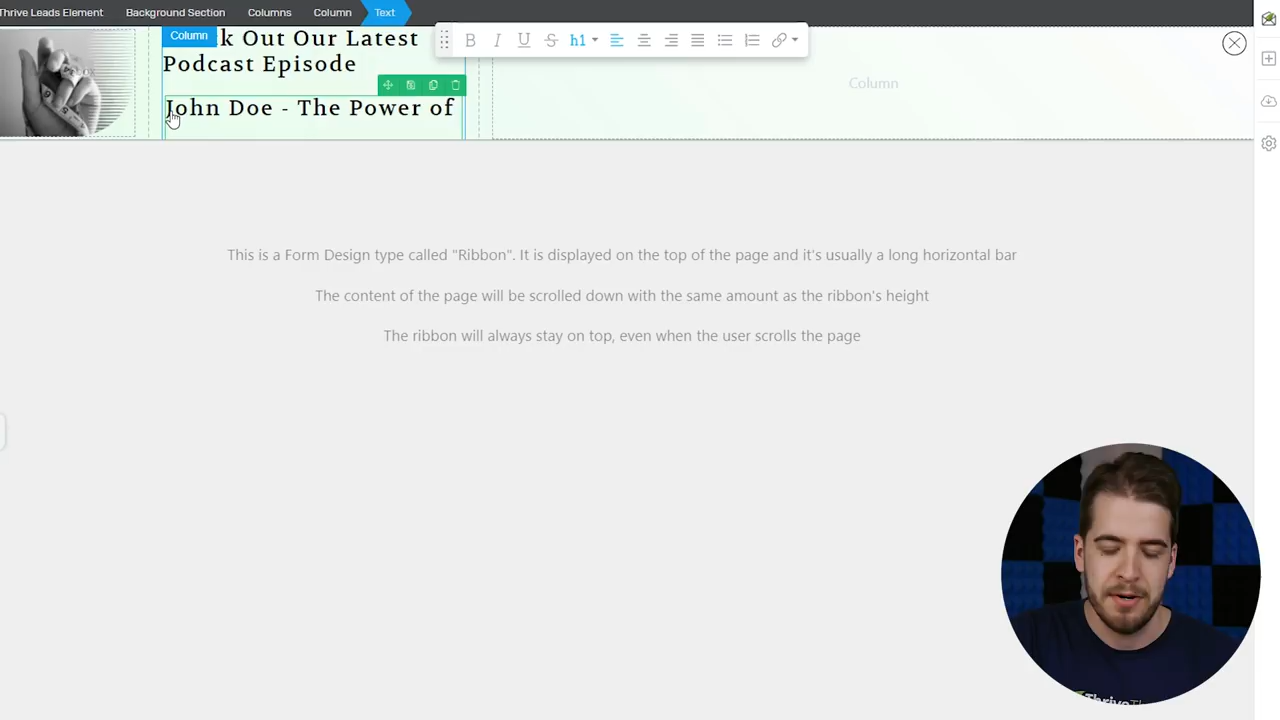 Thrive Leads Element Background Section Columns Column Text
Column
k Out Our Latest
Podcast Episode
h1
Column
John Doe - The Power of
This is a Form Design type called "Ribbon". It is displayed on the top of the page and it's usually a long horizontal bar
The content of the page will be scrolled down with the same amount as the ribbon's height
The ribbon will always stay on top, even when the user scrolls the page
Thrive